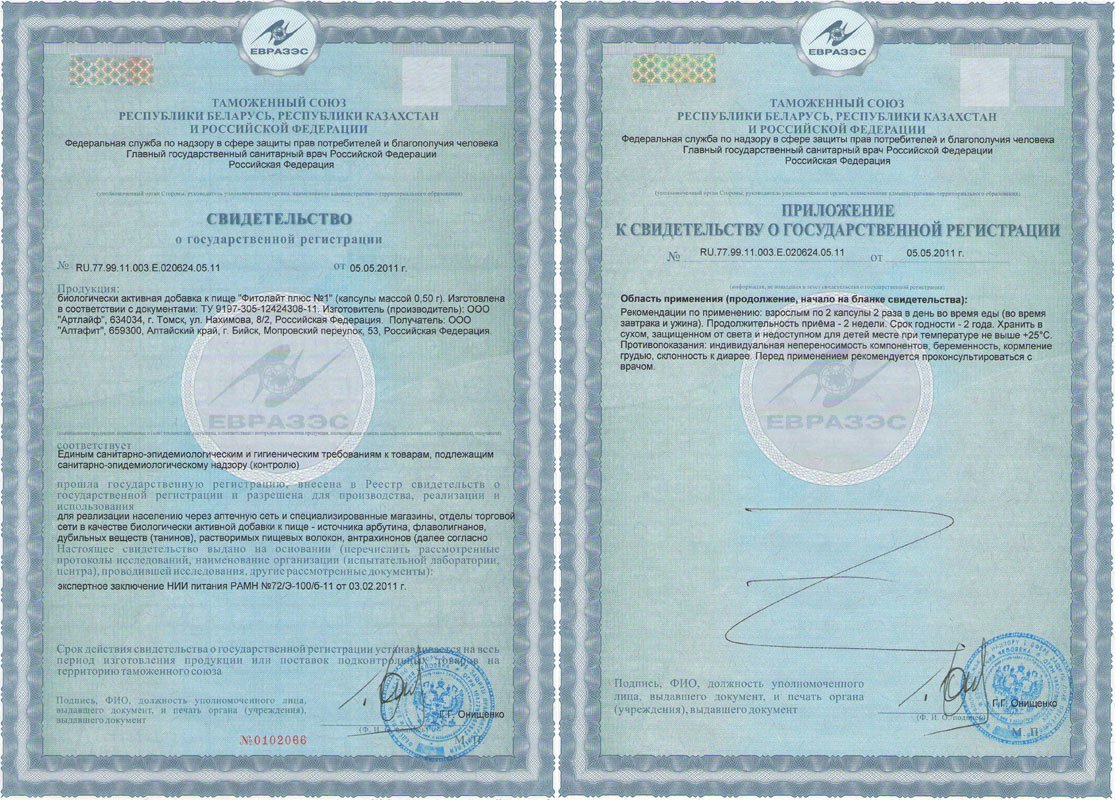 ЕВРАЗЭС
ТАМОЖЕННЫЙ СОЮЗ
РЕСПУБЛИКИ БЕЛАРУСЬ, РЕСПУБЛИКИ КАЗАХСТАН
И РОССИЙСКОЙ ФЕДЕРАЦИИ
Федеральная служба по надзору в сфере защиты прав потребителей и благополучия человека
Главный государственный санитарный врач Российской Федерации
Российская Федерация
(уполномоченный орган Стороны, руководитель уполномоченного органа, наименование административно-территориального образования)
СВИДЕТЕЛЬСТВО
о государственной регистрации
№ RU.77.99.11.003.Е.020624.05.11 от 05.05.2011 г.
Продукция:
биологически активная добавка к пище "Фитолайт плюс №1" (капсулы массой 0,50 г). Изготовлена
в соответствии с документами: ТУ 9197-305-12424308-11. Изготовитель (производитель): ООО
"Артлайф", 634034, г. Томск, ул. Нахимова, 8/2, Российская Федерация. Получатель: ООО
"Алтафит", 659300, Алтайский край, г. Бийск, Мопровский переулок, 53, Российская Федерация.
ЕВРАЗЭС
соответствует
Единым санитарно-эпидемиологическим и гигиеническим требованиям к товарам, подлежащим
санитарно-эпидемиологическому надзору (контролю)
прошла государственную регистрацию, внесена в Реестр свидетельств о
государственной регистрации и разрешена для производства, реализации и
использования
для реализации населению через аптечную сеть и специализированные магазины, отделы торговой
сети в качестве биологически активной добавки к пище - источника арбутина, флаволигнанов,
дубильных веществ (танинов), растворимых пищевых волокон, антрахинонов (далее согласно
Настоящее свидетельство выдано на основании (перечислить рассмотренные
протоколы исследований, наименование организации (испытательной лаборатории,
центра), проводившей исследования, другие рассмотренные документы):
экспертное заключение НИИ питания РАМН №72/Э-100/б-11 от 03.02.2011 г.
Срок действия свидетельства о государственной регистрации устанавливается на весь
период изготовления продукции или поставок подконтрольных товаров на
территорию таможенного союза
Подпись, ФИО, должность уполномоченного лица,
выдавшего документ, и печать органа (учреждения),
выдавшего документ
Г.Г. Онищенко
(Ф. И. О./подпись)
М. П.
№0102066
ЕВРАЗЭС
ТАМОЖЕННЫЙ СОЮЗ
РЕСПУБЛИКИ БЕЛАРУСЬ, РЕСПУБЛИКИ КАЗАХСТАН
И РОССИЙСКОЙ ФЕДЕРАЦИИ
Федеральная служба по надзору в сфере защиты прав потребителей и благополучия человека
Главный государственный санитарный врач Российской Федерации
Российская Федерация
(уполномоченный орган Стороны, руководитель уполномоченного органа, наименование административно-территориального образования)
ПРИЛОЖЕНИЕ
К СВИДЕТЕЛЬСТВУ О ГОСУДАРСТВЕННОЙ РЕГИСТРАЦИИ
№ RU.77.99.11.003.Е.020624.05.11 от 05.05.2011 г.
Область применения (продолжение, начало на бланке свидетельства):
Рекомендации по применению: взрослым по 2 капсулы 2 раза в день во время еды (во время
завтрака и ужина). Продолжительность приёма - 2 недели. Срок годности - 2 года. Хранить в
сухом, защищенном от света и недоступном для детей месте при температуре не выше +25°С.
Противопоказания: индивидуальная непереносимость компонентов, беременность, кормление
грудью, склонность к диарее. Перед применением рекомендуется проконсультироваться с
врачом.
ЕВРАЗЭС
Подпись, ФИО, должность уполномоченного
лица, выдавшего документ, и печать органа
(учреждения), выдавшего документ
Г.Г. Онищенко
(Ф. И. О./подпись)
М. П.